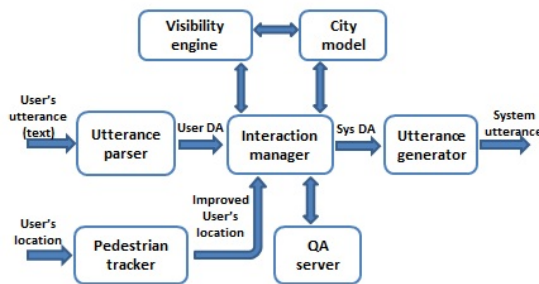 Visibility
engine
City
model
User's
utterance
(text)
Utterance
parser
User DA
Interaction
manager
Sys DA
Utterance
generator
System
utterance
User's
location
Pedestrian
tracker
Improved
User's
location
QA
server